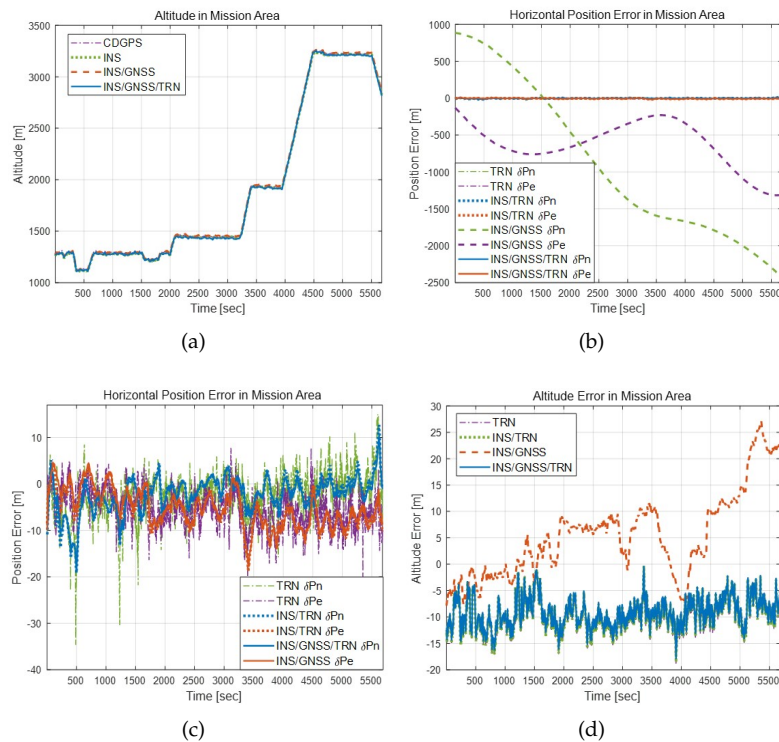 Altitude in Mission Area
3500
3000
2500
2000
1500
1000
Altitude [m]
CDGPS
INS
INS/GNSS
INS/GNSS/TRN
500 1000 1500 2000 2500 3000 3500 4000 4500 5000 5500
Time [sec]
(a)
Horizontal Position Error in Mission Area
1000
500
0
-500
-1000
-1500
-2000
-2500
Position Error [m]
TRN δPn
TRN δPe
INS/TRN δPn
INS/TRN δPe
INS/GNSS δPn
INS/GNSS δPe
INS/GNSS/TRN δPn
INS/GNSS/TRN δPe
500 1000 1500 2000 2500 3000 3500 4000 4500 5000 5500
Time [sec]
(b)
Horizontal Position Error in Mission Area
10
0
-10
-20
-30
-40
Position Error [m]
TRN δPn
TRN δPe
INS/TRN δPn
INS/TRN δPe
INS/GNSS/TRN δPn
INS/GNSS δPe
500 1000 1500 2000 2500 3000 3500 4000 4500 5000 5500
Time [sec]
(c)
Altitude Error in Mission Area
30
25
20
15
10
5
0
-5
-10
-15
-20
Altitude Error [m]
TRN
INS/TRN
INS/GNSS
INS/GNSS/TRN
500 1000 1500 2000 2500 3000 3500 4000 4500 5000 5500
Time [sec]
(d)